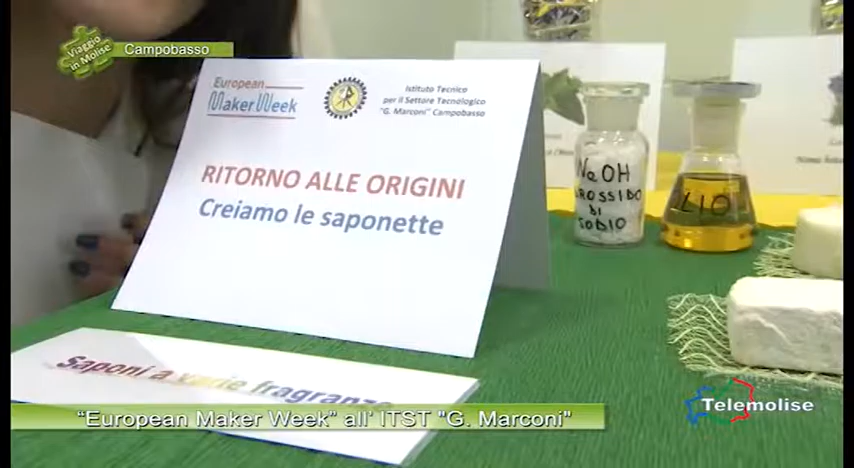 Viaggio
in Molise
Campobasso
European
MakerWeek
Istituto Tecnico
per il Settore Tecnologico
"G. MARCONI" CAMPOBASSO
RITORNO ALLE ORIGINI
Creiamo le saponette
NaOH
IDROSSIDO
DI
SODIO
OLIO
Saponi a varie fragranze
"European Maker Week" all' ITST "G. Marconi"
Telemolise